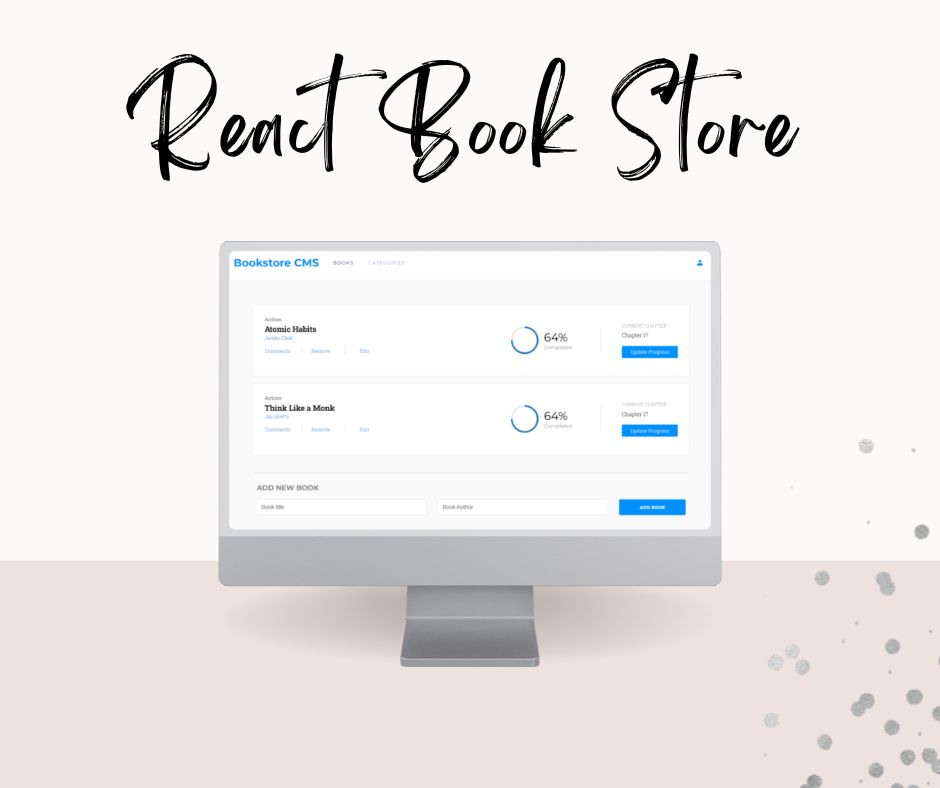 React Book Store
Bookstore CMS BOOKS CATEGORIES
Action
Atomic Habits
James Clear
Comments Remove Edit
64%
Completed
CURRENT CHAPTER
Chapter 17
Update Progress
Action
Think Like a Monk
Jay Shetty
Comments Remove Edit
64%
Completed
CURRENT CHAPTER
Chapter 17
Update Progress
ADD NEW BOOK
Book title Book Author ADD BOOK